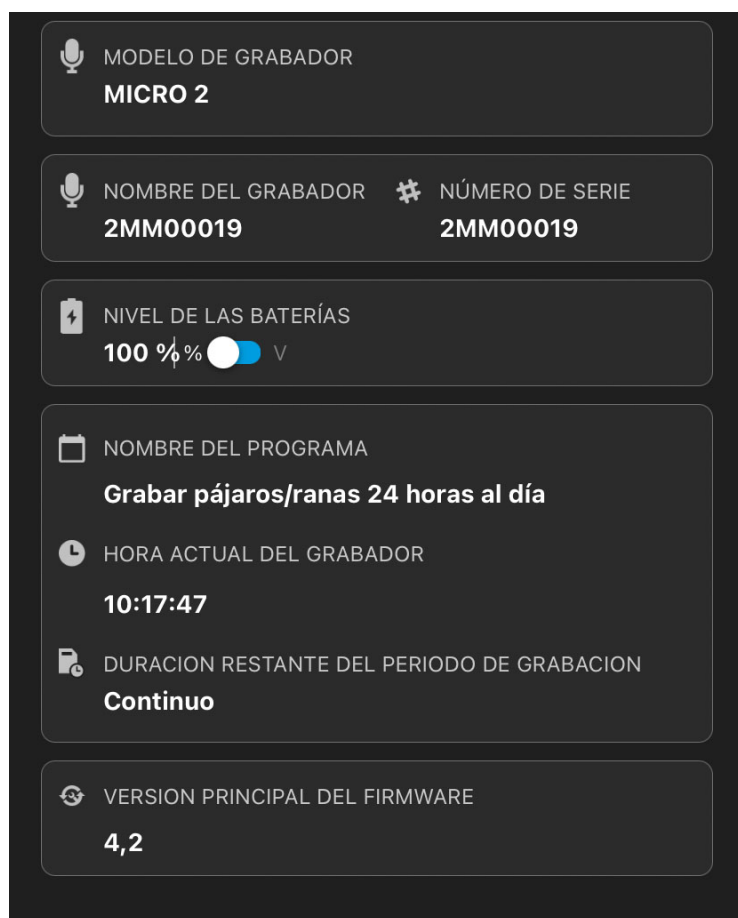 MODELO DE GRABADOR
MICRO 2
NOMBRE DEL GRABADOR
2MM00019
NÚMERO DE SERIE
2MM00019
NIVEL DE LAS BATERÍAS
100 % % V
NOMBRE DEL PROGRAMA
Grabar pájaros/ranas 24 horas al día
HORA ACTUAL DEL GRABADOR
10:17:47
DURACION RESTANTE DEL PERIODO DE GRABACION
Continuo
VERSION PRINCIPAL DEL FIRMWARE
4,2